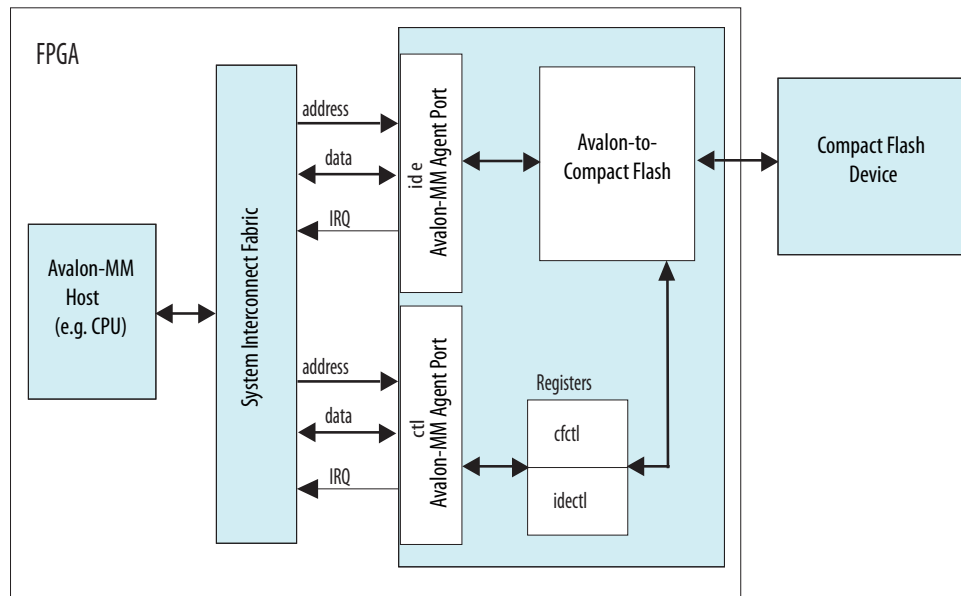 FPGA
Avalon-MM
Host
(e.g. CPU)
System Interconnect Fabric
address
data
IRQ
address
data
IRQ
ide
Avalon-MM Agent Port
ctl
Avalon-MM Agent Port
Avalon-to-
Compact Flash
Registers
cfctl
idectl
Compact Flash
Device